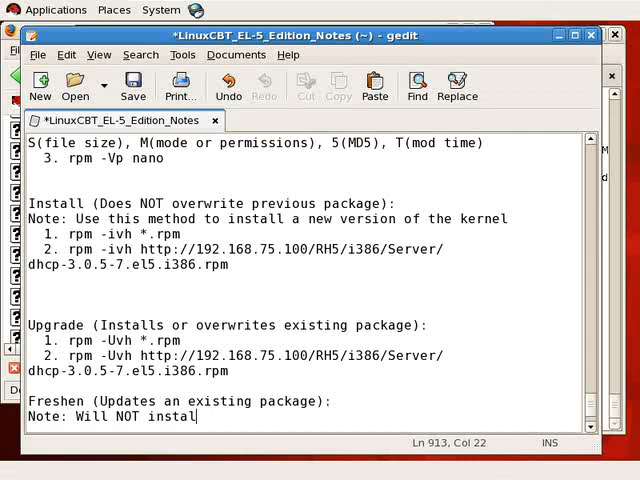 Applications Places System
*LinuxCBT_EL-5_Edition_Notes (~) - gedit
File Edit View Search Tools Documents Help
New Open Save Print... Undo Redo Cut Copy Paste Find Replace
*LinuxCBT_EL-5_Edition_Notes
S(file size), M(mode or permissions), 5(MD5), T(mod time)
3. rpm -Vp nano
Install (Does NOT overwrite previous package):
Note: Use this method to install a new version of the kernel
1. rpm -ivh *.rpm
2. rpm -ivh http://192.168.75.100/RH5/i386/Server/
dhcp-3.0.5-7.el5.i386.rpm
Upgrade (Installs or overwrites existing package):
1. rpm -Uvh *.rpm
2. rpm -Uvh http://192.168.75.100/RH5/i386/Server/
dhcp-3.0.5-7.el5.i386.rpm
Freshen (Updates an existing package):
Note: Will NOT instal
Ln 913, Col 22 INS